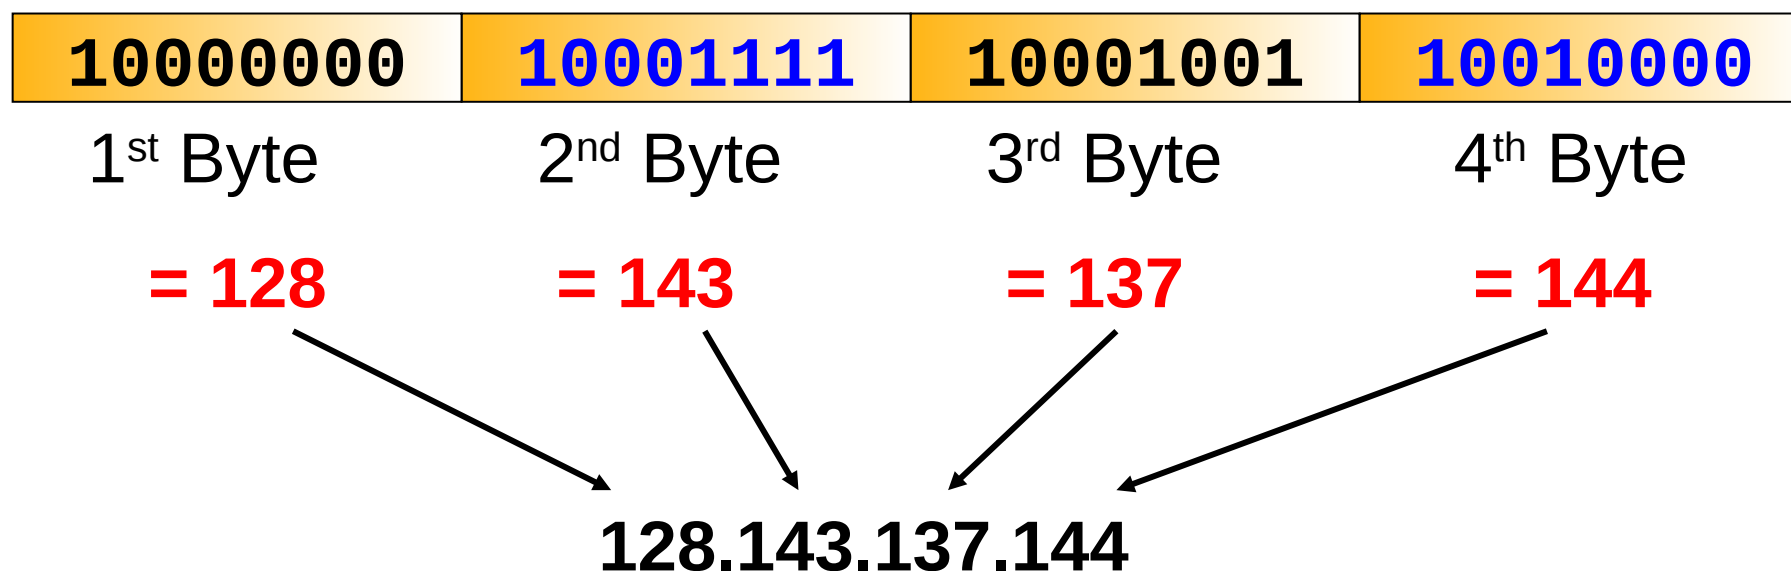 10000000 10001111 10001001 10010000
1st Byte 2nd Byte 3rd Byte 4th Byte
= 128 = 143 = 137 = 144
128.143.137.144